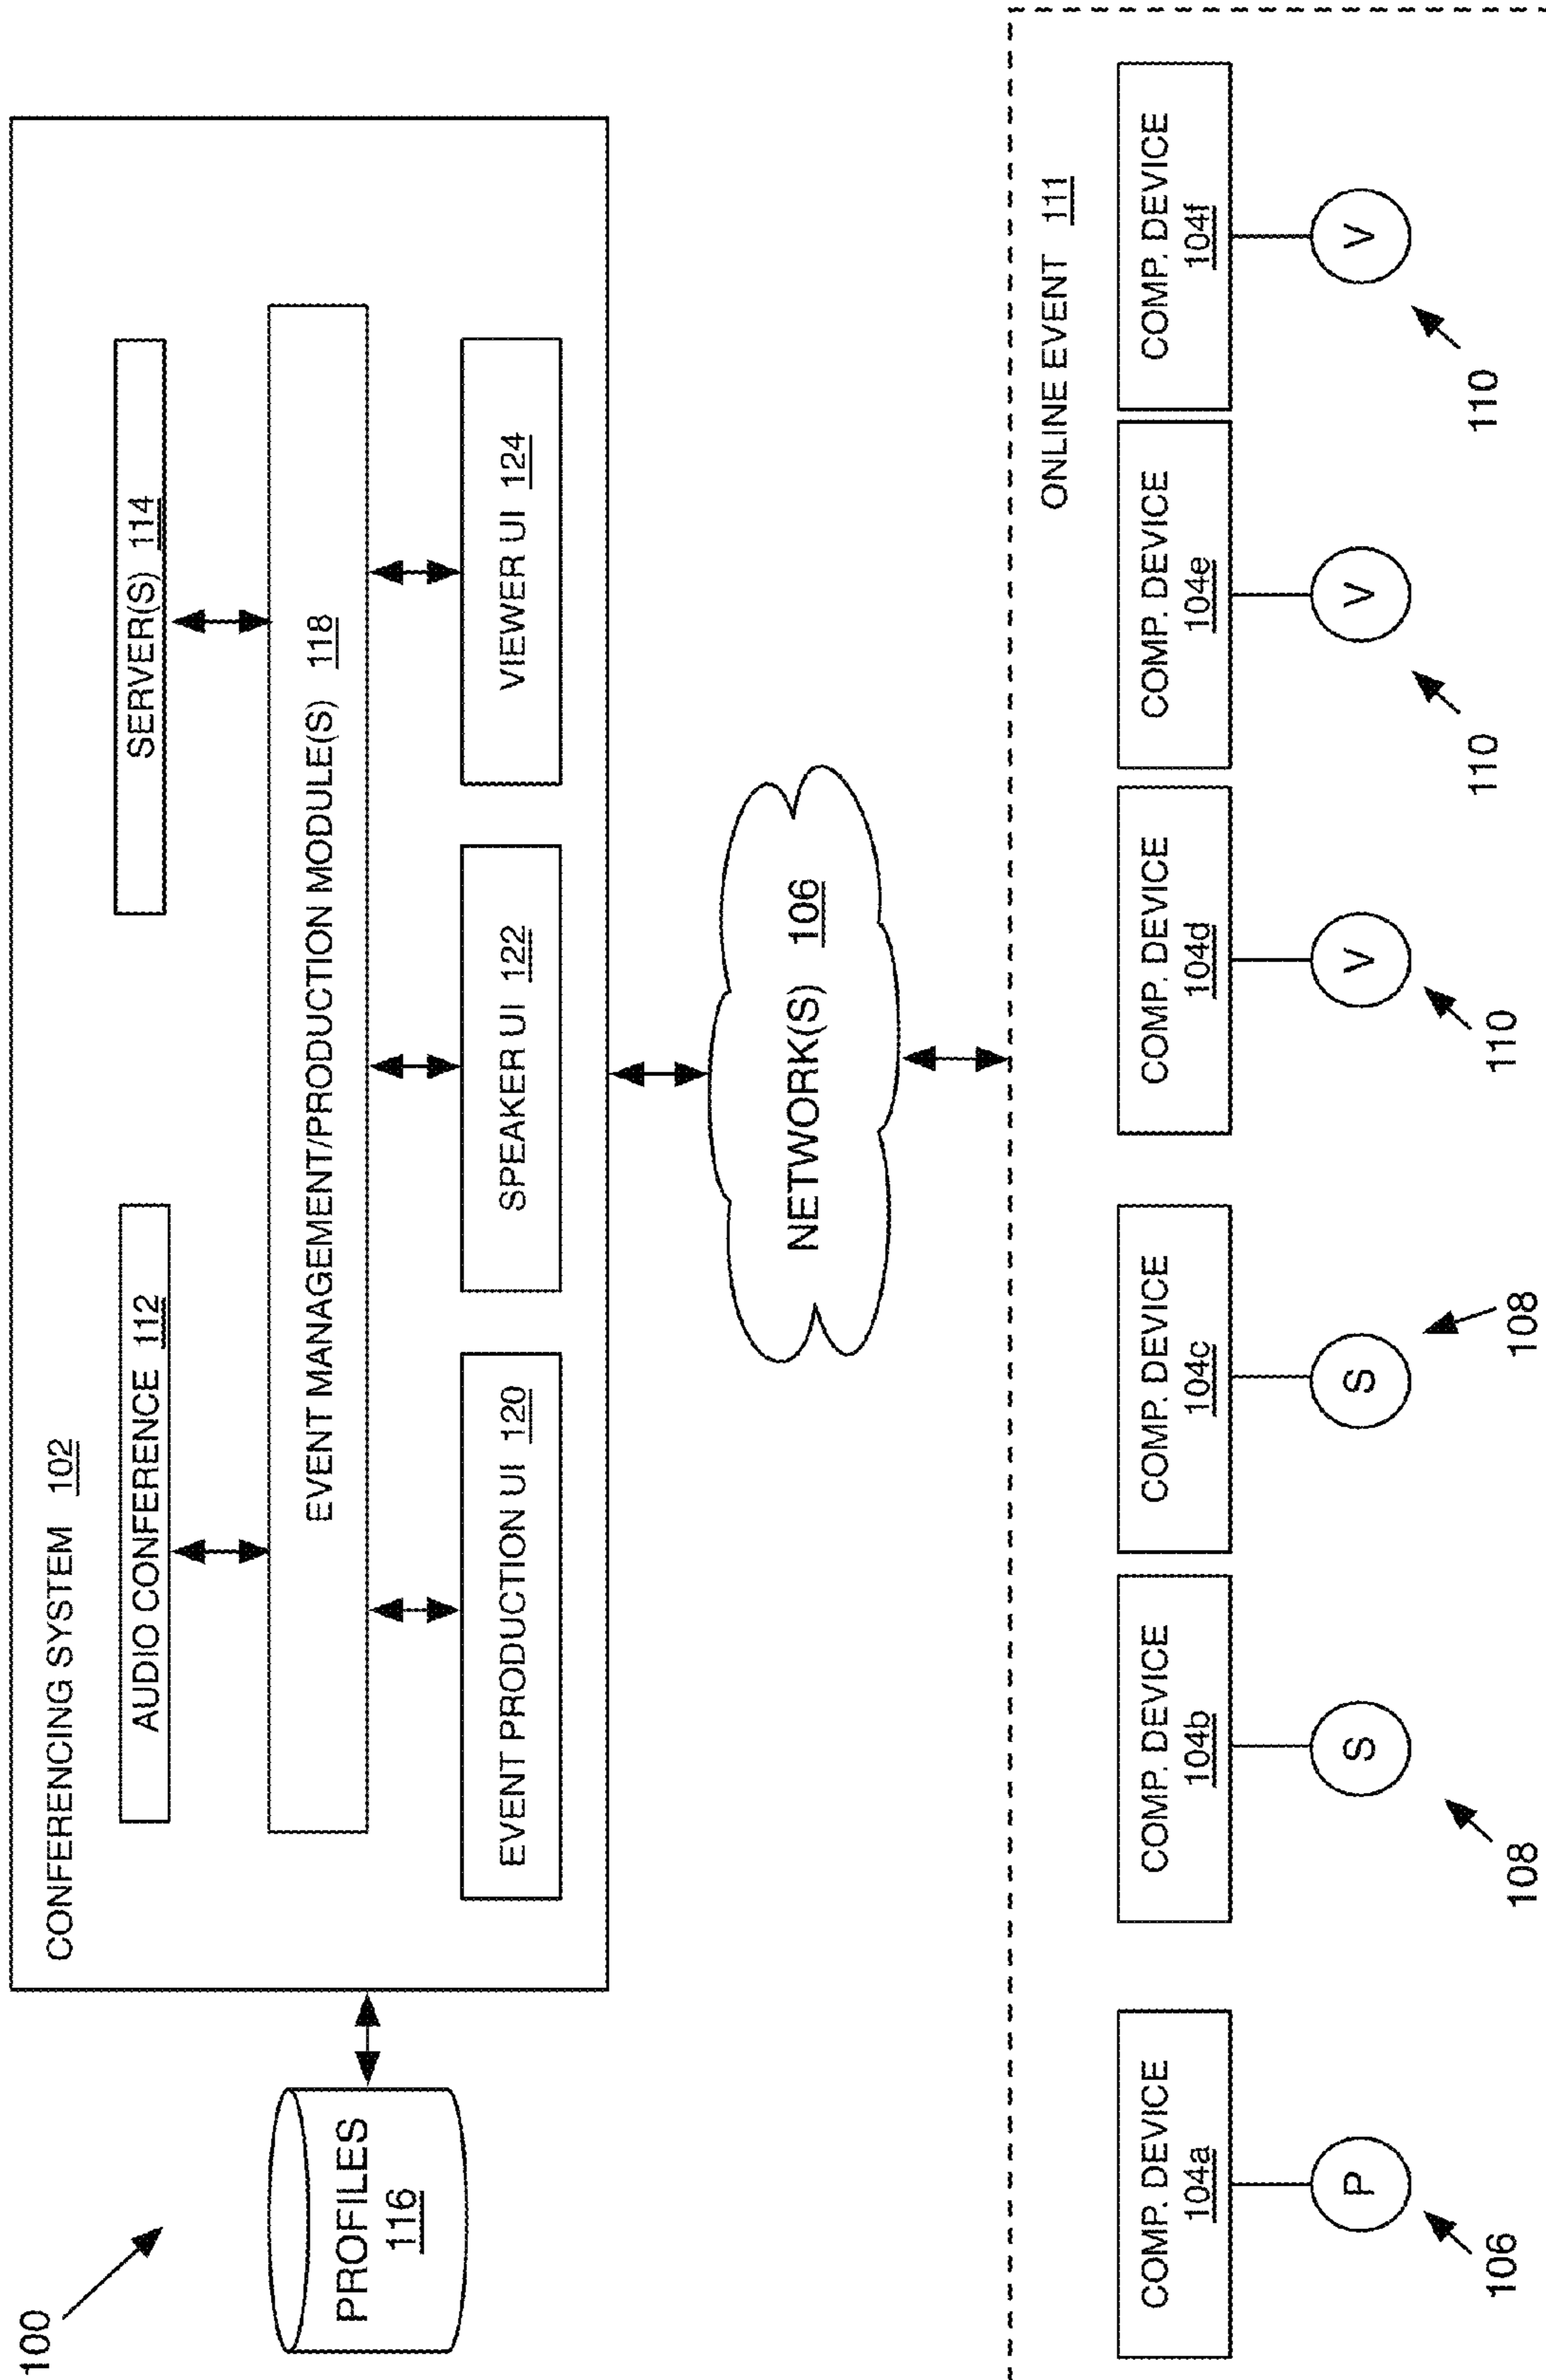 100
CONFERENCING SYSTEM 102
AUDIO CONFERENCE 112
SERVER(S) 114
PROFILES
116
EVENT MANAGEMENT/PRODUCTION MODULE(S) 118
EVENT PRODUCTION UI 120
SPEAKER UI 122
VIEWER UI 124
NETWORK(S) 106
ONLINE EVENT 111
COMP. DEVICE
104a
COMP. DEVICE
104b
COMP. DEVICE
104c
COMP. DEVICE
104d
COMP. DEVICE
104e
COMP. DEVICE
104f
P
S
S
V
V
V
106
108
108
110
110
110